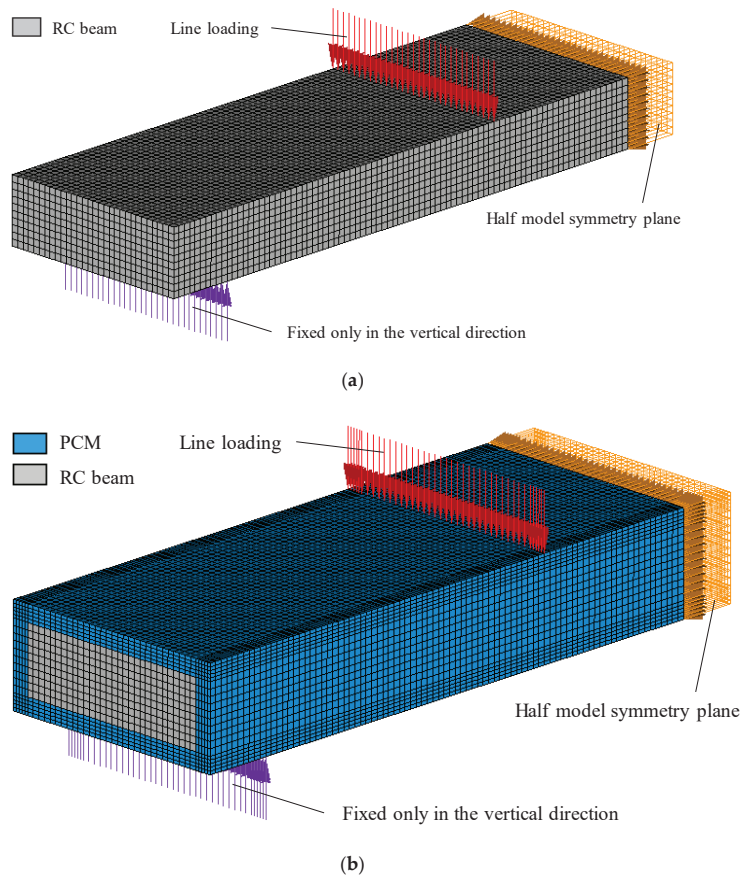 RC beam
Line loading
Half model symmetry plane
Fixed only in the vertical direction
(a)
PCM
RC beam
Line loading
Half model symmetry plane
Fixed only in the vertical direction
(b)